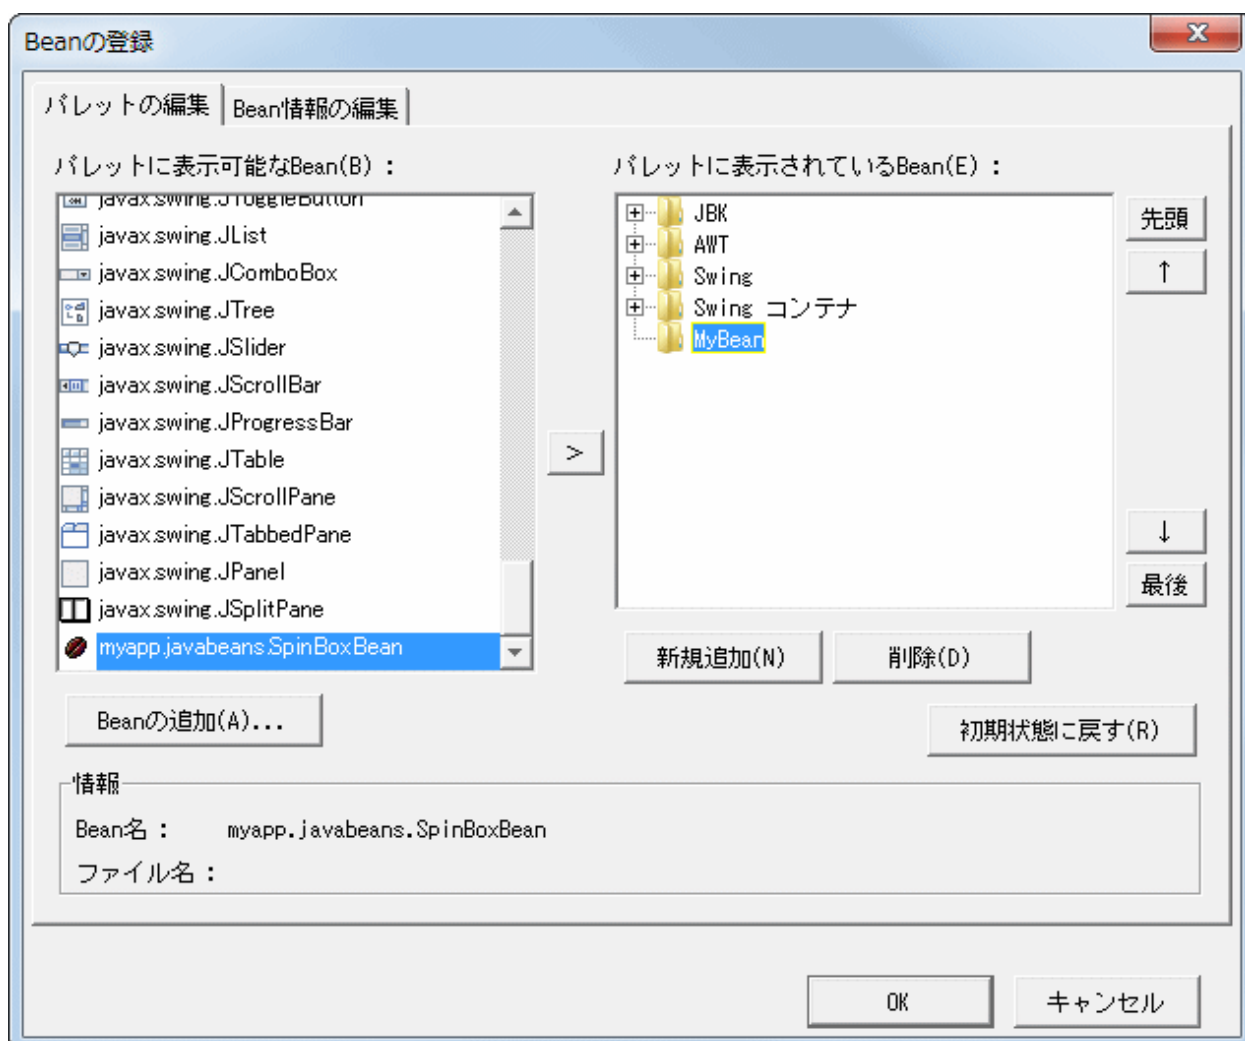 Beanの登録
パレットの編集
Bean情報の編集
パレットに表示可能なBean(B) :
javax.swing.JToggleButton
javax.swing.JList
javax.swing.JComboBox
javax.swing.JTree
javax.swing.JSlider
javax.swing.JScrollBar
javax.swing.JProgressBar
javax.swing.JTable
javax.swing.JScrollPane
javax.swing.JTabbedPane
javax.swing.JPanel
javax.swing.JSplitPane
myapp.javabeans.SpinBoxBean
Beanの追加(A)...
>
パレットに表示されているBean(E) :
JBK
AWT
Swing
Swing コンテナ
MyBean
先頭
↑
↓
最後
新規追加(N)
削除(D)
初期状態に戻す(R)
情報
Bean名 : myapp.javabeans.SpinBoxBean
ファイル名 :
OK
キャンセル